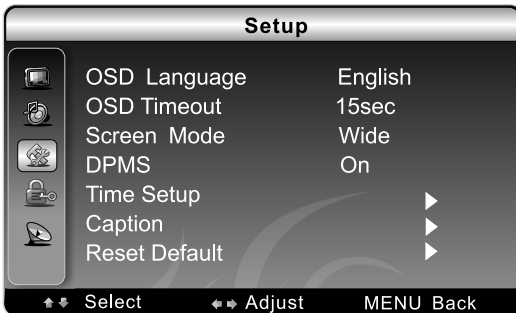 Setup
OSD Language English
OSD Timeout 15sec
Screen Mode Wide
DPMS On
Time Setup
Caption
Reset Default
Select Adjust MENU Back